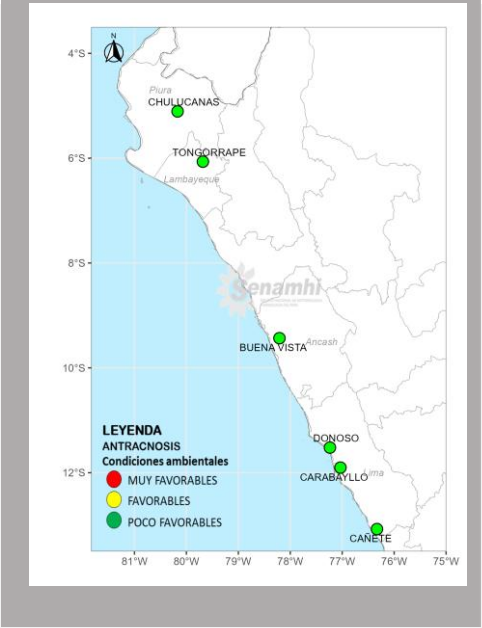 N
4°S
Piura
CHULUCANAS
TONGORRAPE
6°S
Lambayeque
8°S
Senamhi
BUENA VISTA
Ancash
10°S
LEYENDA
ANTRACNOSIS
Condiciones ambientales
MUY FAVORABLES
FAVORABLES
POCO FAVORABLES
DONOSO
12°S
CARABAYLLO
Lima
CAÑETE
81°W 80°W 79°W 78°W 77°W 76°W 75°W